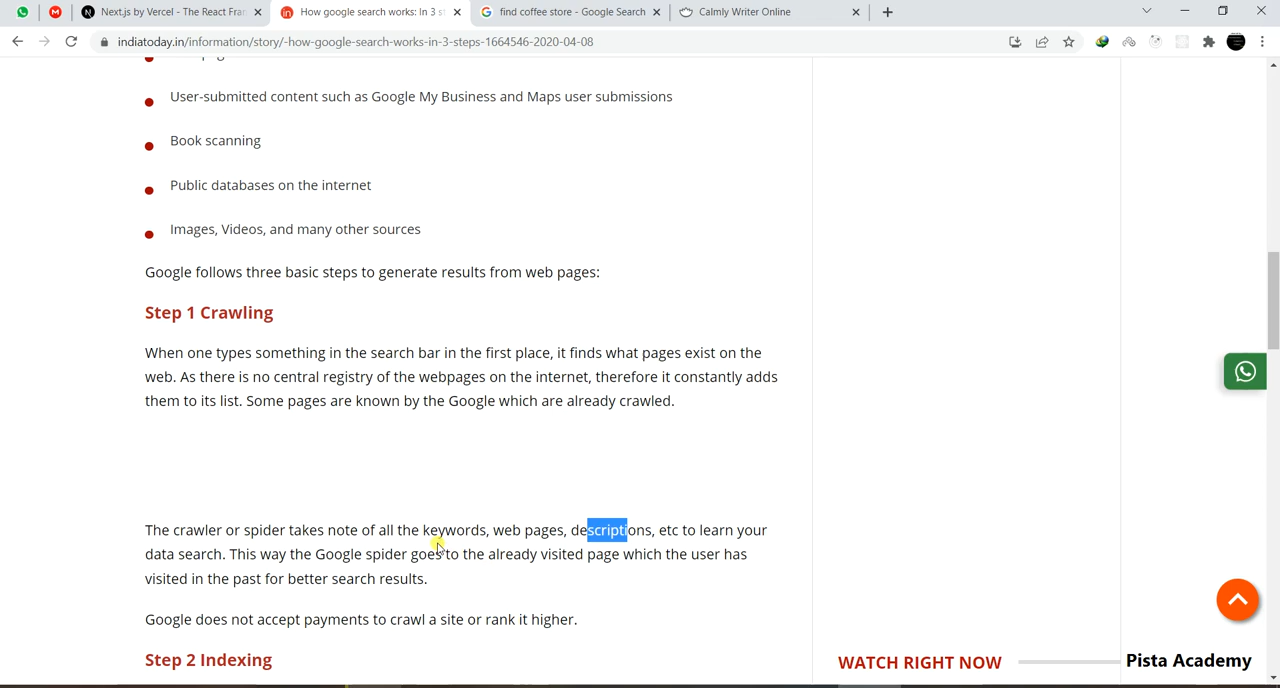 Next.js by Vercel - The React Fra
How google search works: In 3 s
find coffee store - Google Search
Calmly Writer Online
indiatoday.in/information/story/-how-google-search-works-in-3-steps-1664546-2020-04-08
User-submitted content such as Google My Business and Maps user submissions
Book scanning
Public databases on the internet
Images, Videos, and many other sources
Google follows three basic steps to generate results from web pages:
Step 1 Crawling
When one types something in the search bar in the first place, it finds what pages exist on the
web. As there is no central registry of the webpages on the internet, therefore it constantly adds
them to its list. Some pages are known by the Google which are already crawled.
The crawler or spider takes note of all the keywords, web pages, descriptions, etc to learn your
data search. This way the Google spider goes to the already visited page which the user has
visited in the past for better search results.
Google does not accept payments to crawl a site or rank it higher.
Step 2 Indexing
WATCH RIGHT NOW
Pista Academy